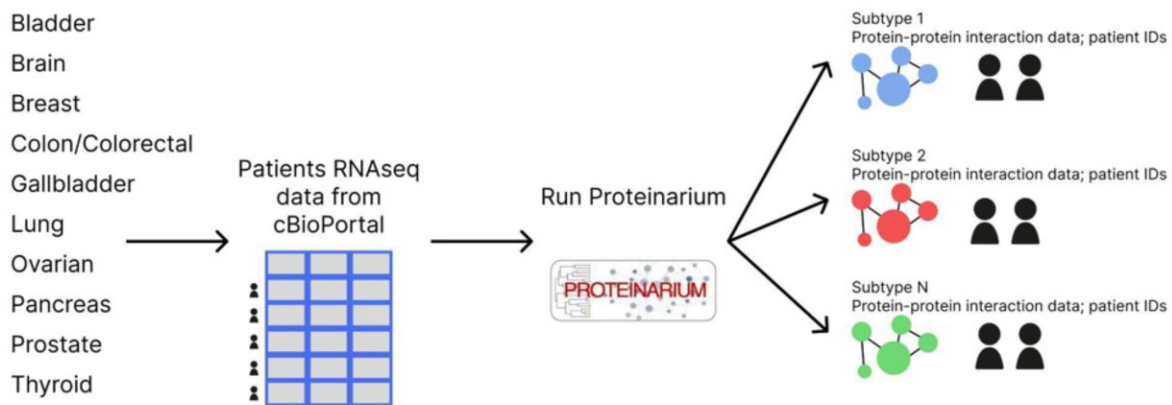 Bladder
Brain
Breast
Colon/Colorectal
Gallbladder
Lung
Ovarian
Pancreas
Prostate
Thyroid
Patients RNAseq
data from
cBioPortal
Run Proteinarium
PROTEINARIUM
Subtype 1
Protein-protein interaction data; patient IDs
Subtype 2
Protein-protein interaction data; patient IDs
Subtype N
Protein-protein interaction data; patient IDs